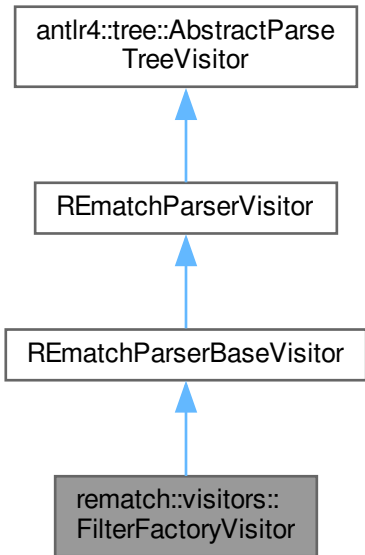 antlr4::tree::AbstractParse
TreeVisitor
REmatchParserVisitor
REmatchParserBaseVisitor
rematch::visitors::
FilterFactoryVisitor